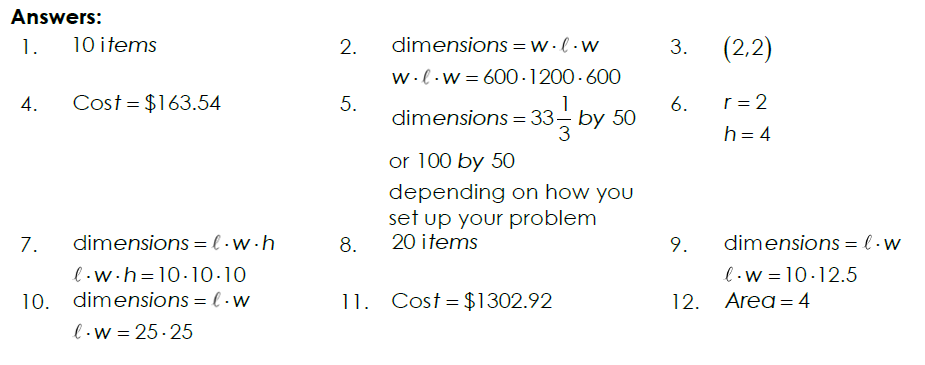 Answers:
1. 10 items
2. dimensions = w · ℓ · w
w · ℓ · w = 600 · 1200 · 600
3. (2,2)
4. Cost = $163.54
5. dimensions = 33 1/3 by 50
or 100 by 50
depending on how you
set up your problem
6. r = 2
h = 4
7. dimensions = ℓ · w · h
ℓ · w · h = 10 · 10 · 10
8. 20 items
9. dimensions = ℓ · w
ℓ · w = 10 · 12.5
10. dimensions = ℓ · w
ℓ · w = 25 · 25
11. Cost = $1302.92
12. Area = 4